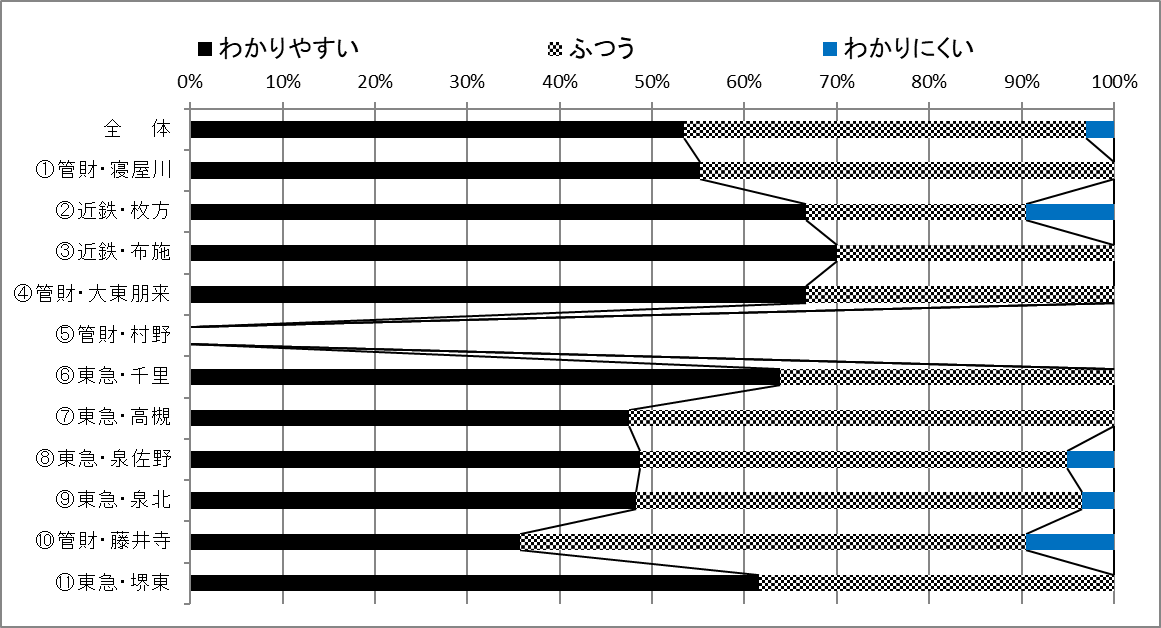 わかりやすい ふつう わかりにくい
0% 10% 20% 30% 40% 50% 60% 70% 80% 90% 100%
全 体
①管財・寝屋川
②近鉄・枚方
③近鉄・布施
④管財・大東朋来
⑤管財・村野
⑥東急・千里
⑦東急・高槻
⑧東急・泉佐野
⑨東急・泉北
⑩管財・藤井寺
⑪東急・堺東